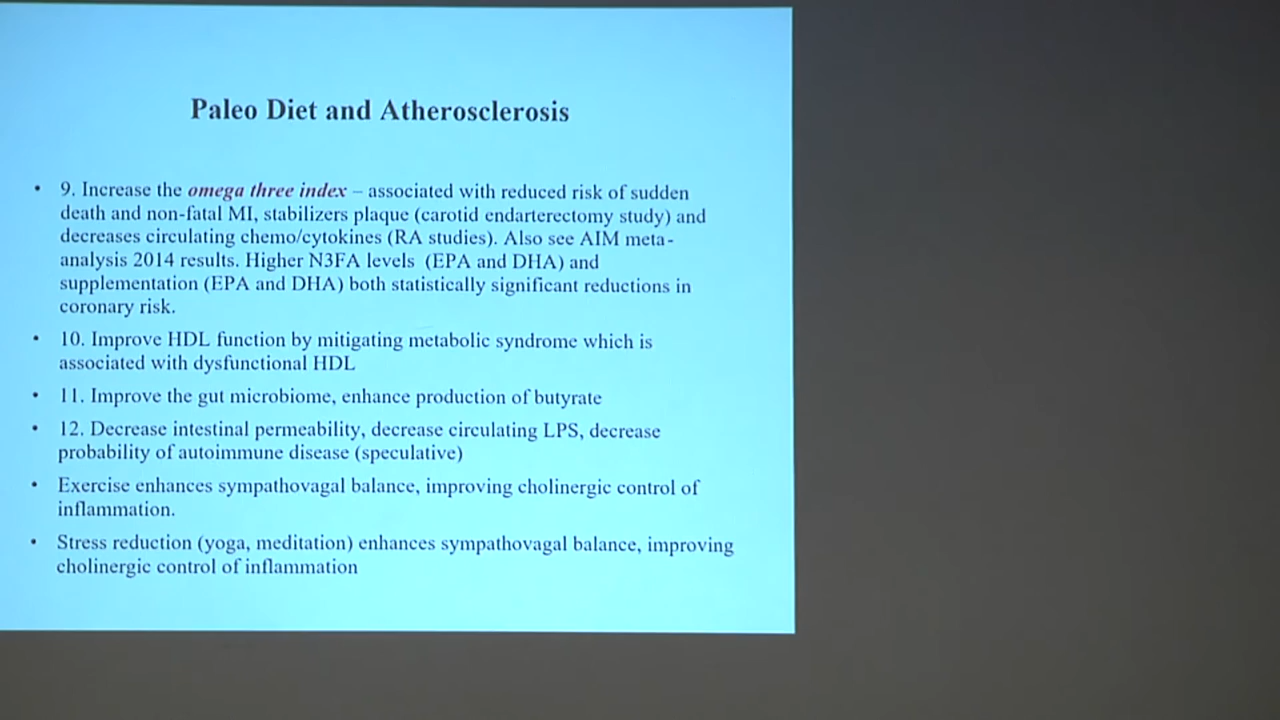 Paleo Diet and Atherosclerosis
• 9. Increase the omega three index – associated with reduced risk of sudden
death and non-fatal MI, stabilizers plaque (carotid endarterectomy study) and
decreases circulating chemo/cytokines (RA studies). Also see AIM meta-
analysis 2014 results. Higher N3FA levels (EPA and DHA) and
supplementation (EPA and DHA) both statistically significant reductions in
coronary risk.
• 10. Improve HDL function by mitigating metabolic syndrome which is
associated with dysfunctional HDL
• 11. Improve the gut microbiome, enhance production of butyrate
• 12. Decrease intestinal permeability, decrease circulating LPS, decrease
probability of autoimmune disease (speculative)
• Exercise enhances sympathovagal balance, improving cholinergic control of
inflammation.
• Stress reduction (yoga, meditation) enhances sympathovagal balance, improving
cholinergic control of inflammation